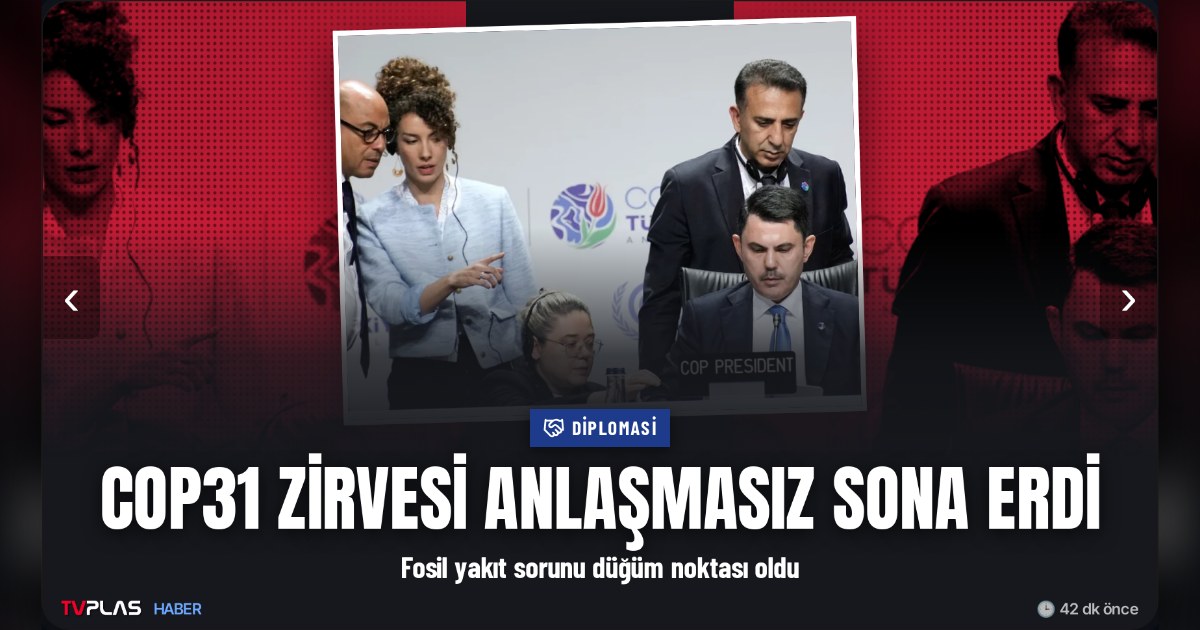 COP PRESIDENT
DİPLOMASİ
COP31 ZİRVESİ ANLAŞMASIZ SONA ERDİ
Fosil yakıt sorunu düğüm noktası oldu
TVPLAS HABER
42 dk önce